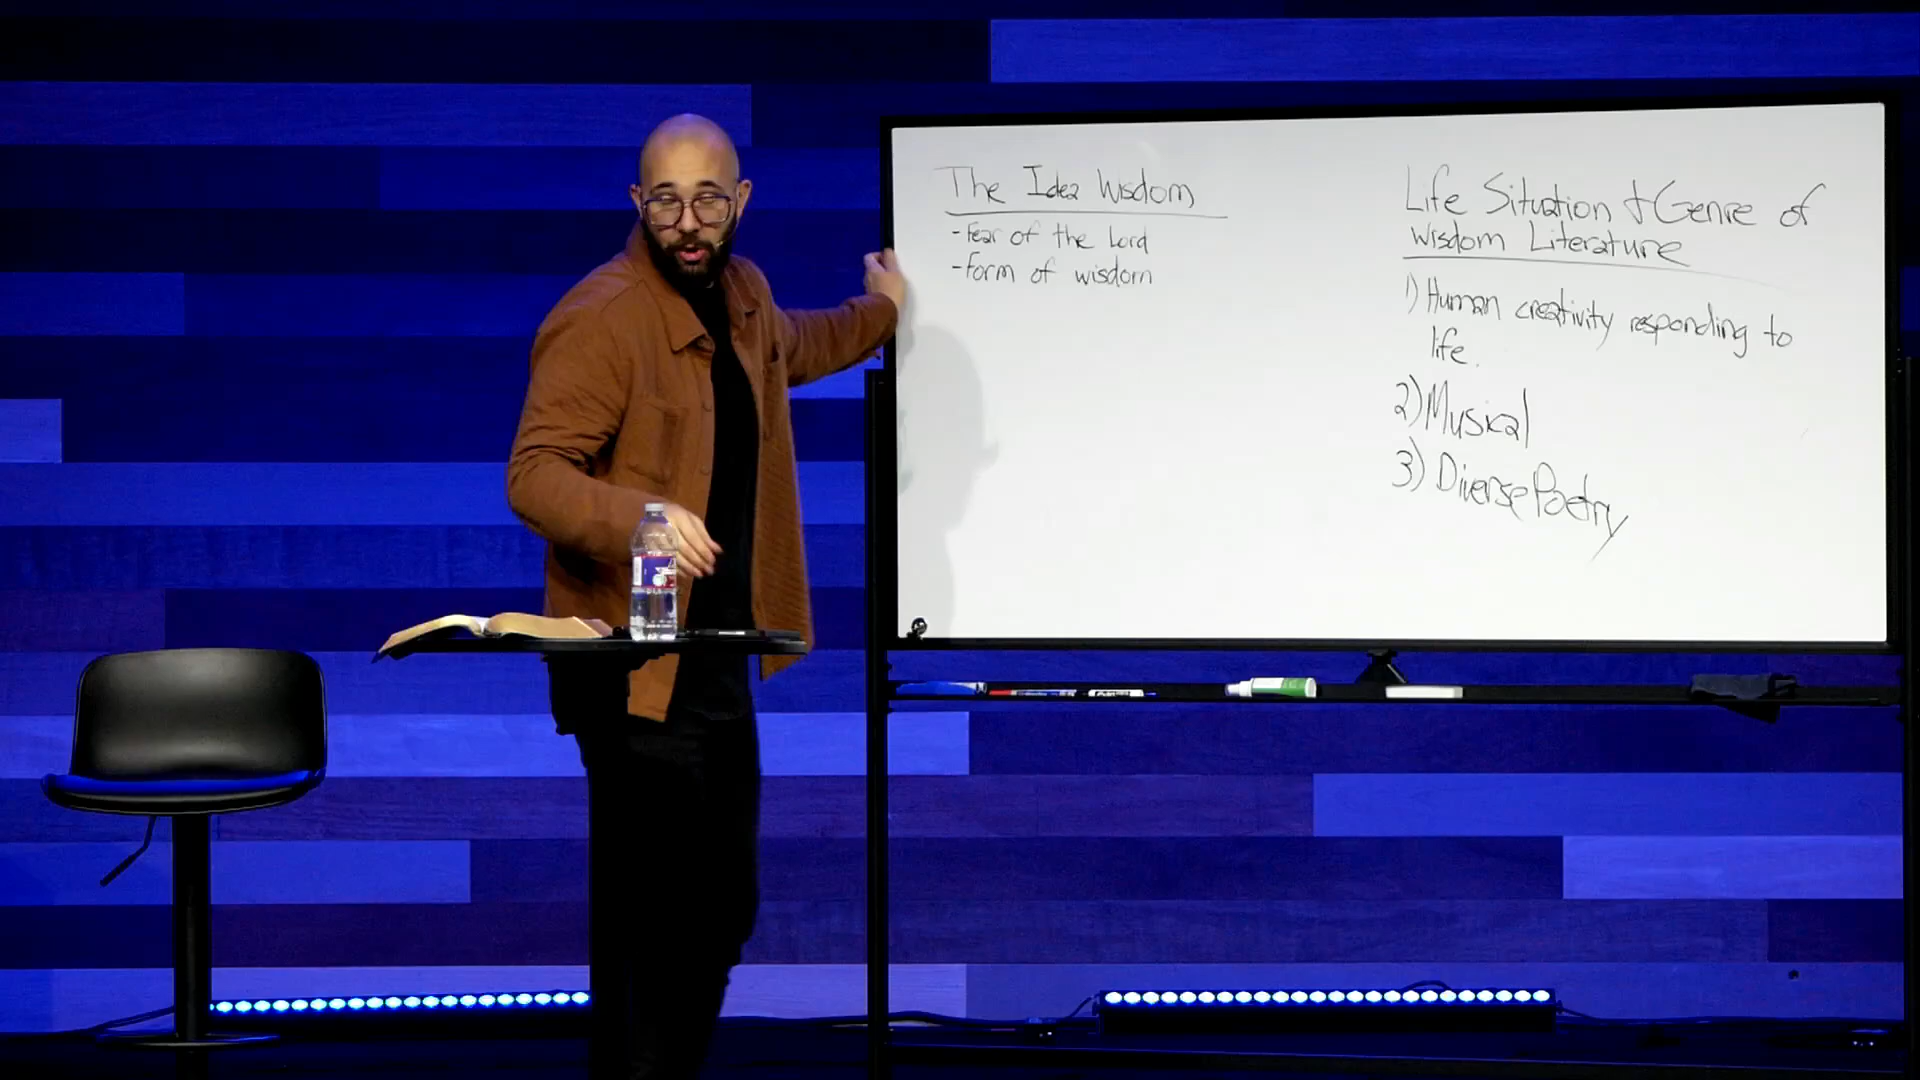 The Idea Wisdom
-Fear of the Lord
-Form of wisdom
Life Situation & Genre of
Wisdom Literature
1) Human creativity responding to
life.
2) Musical
3) Diverse Poetry